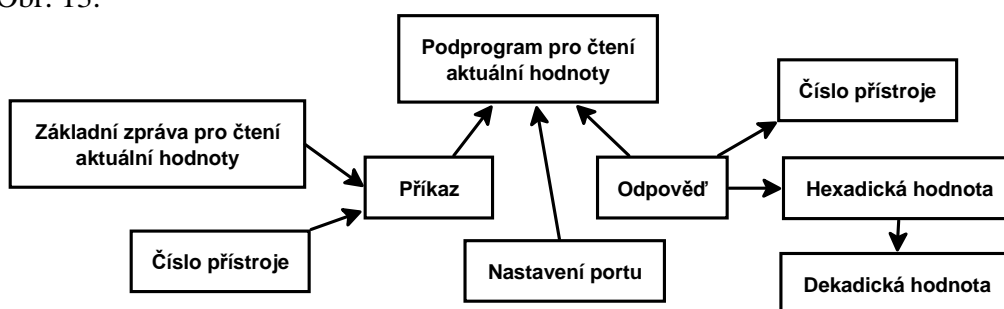 Obr. 13.
Podprogram pro čtení
aktuální hodnoty
Číslo přístroje
Základní zpráva pro čtení
aktuální hodnoty
Příkaz
Odpověď
Hexadická hodnota
Číslo přístroje
Nastavení portu
Dekadická hodnota